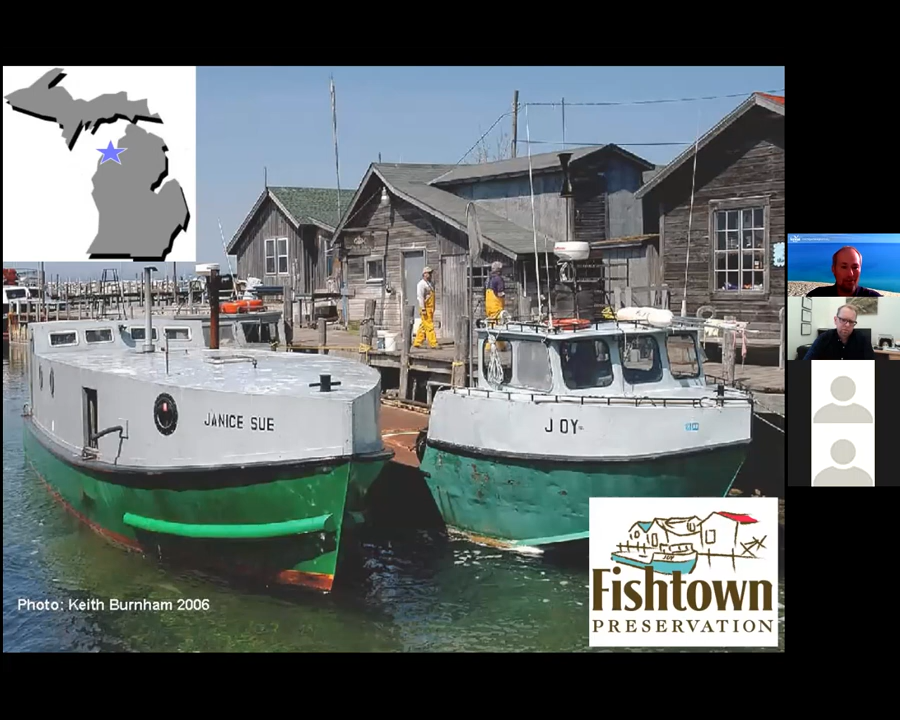 JANICE SUE
JOY
Photo: Keith Burnham 2006
Fishtown
PRESERVATION